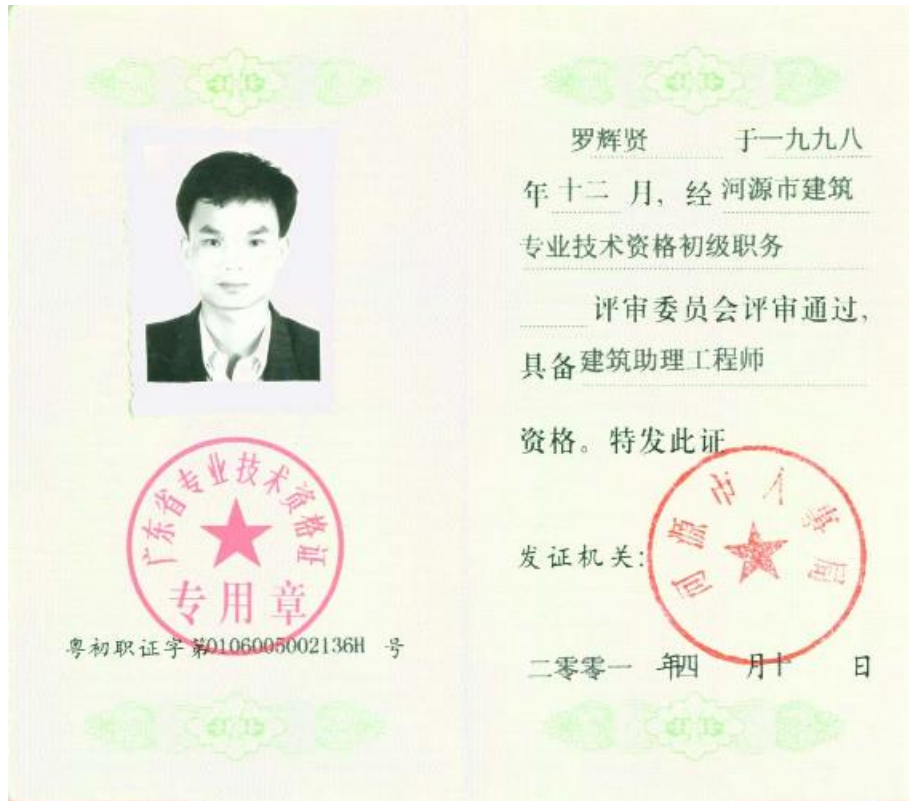 广东省专业技术资格证
专用章
粤初职证字第0106005002136H 号
罗辉贤 于一九九八
年十二月，经河源市建筑
专业技术资格初级职务
评审委员会评审通过，
具备建筑助理工程师
资格。特发此证
河源市人事局
发证机关：
二零零一年四月十日